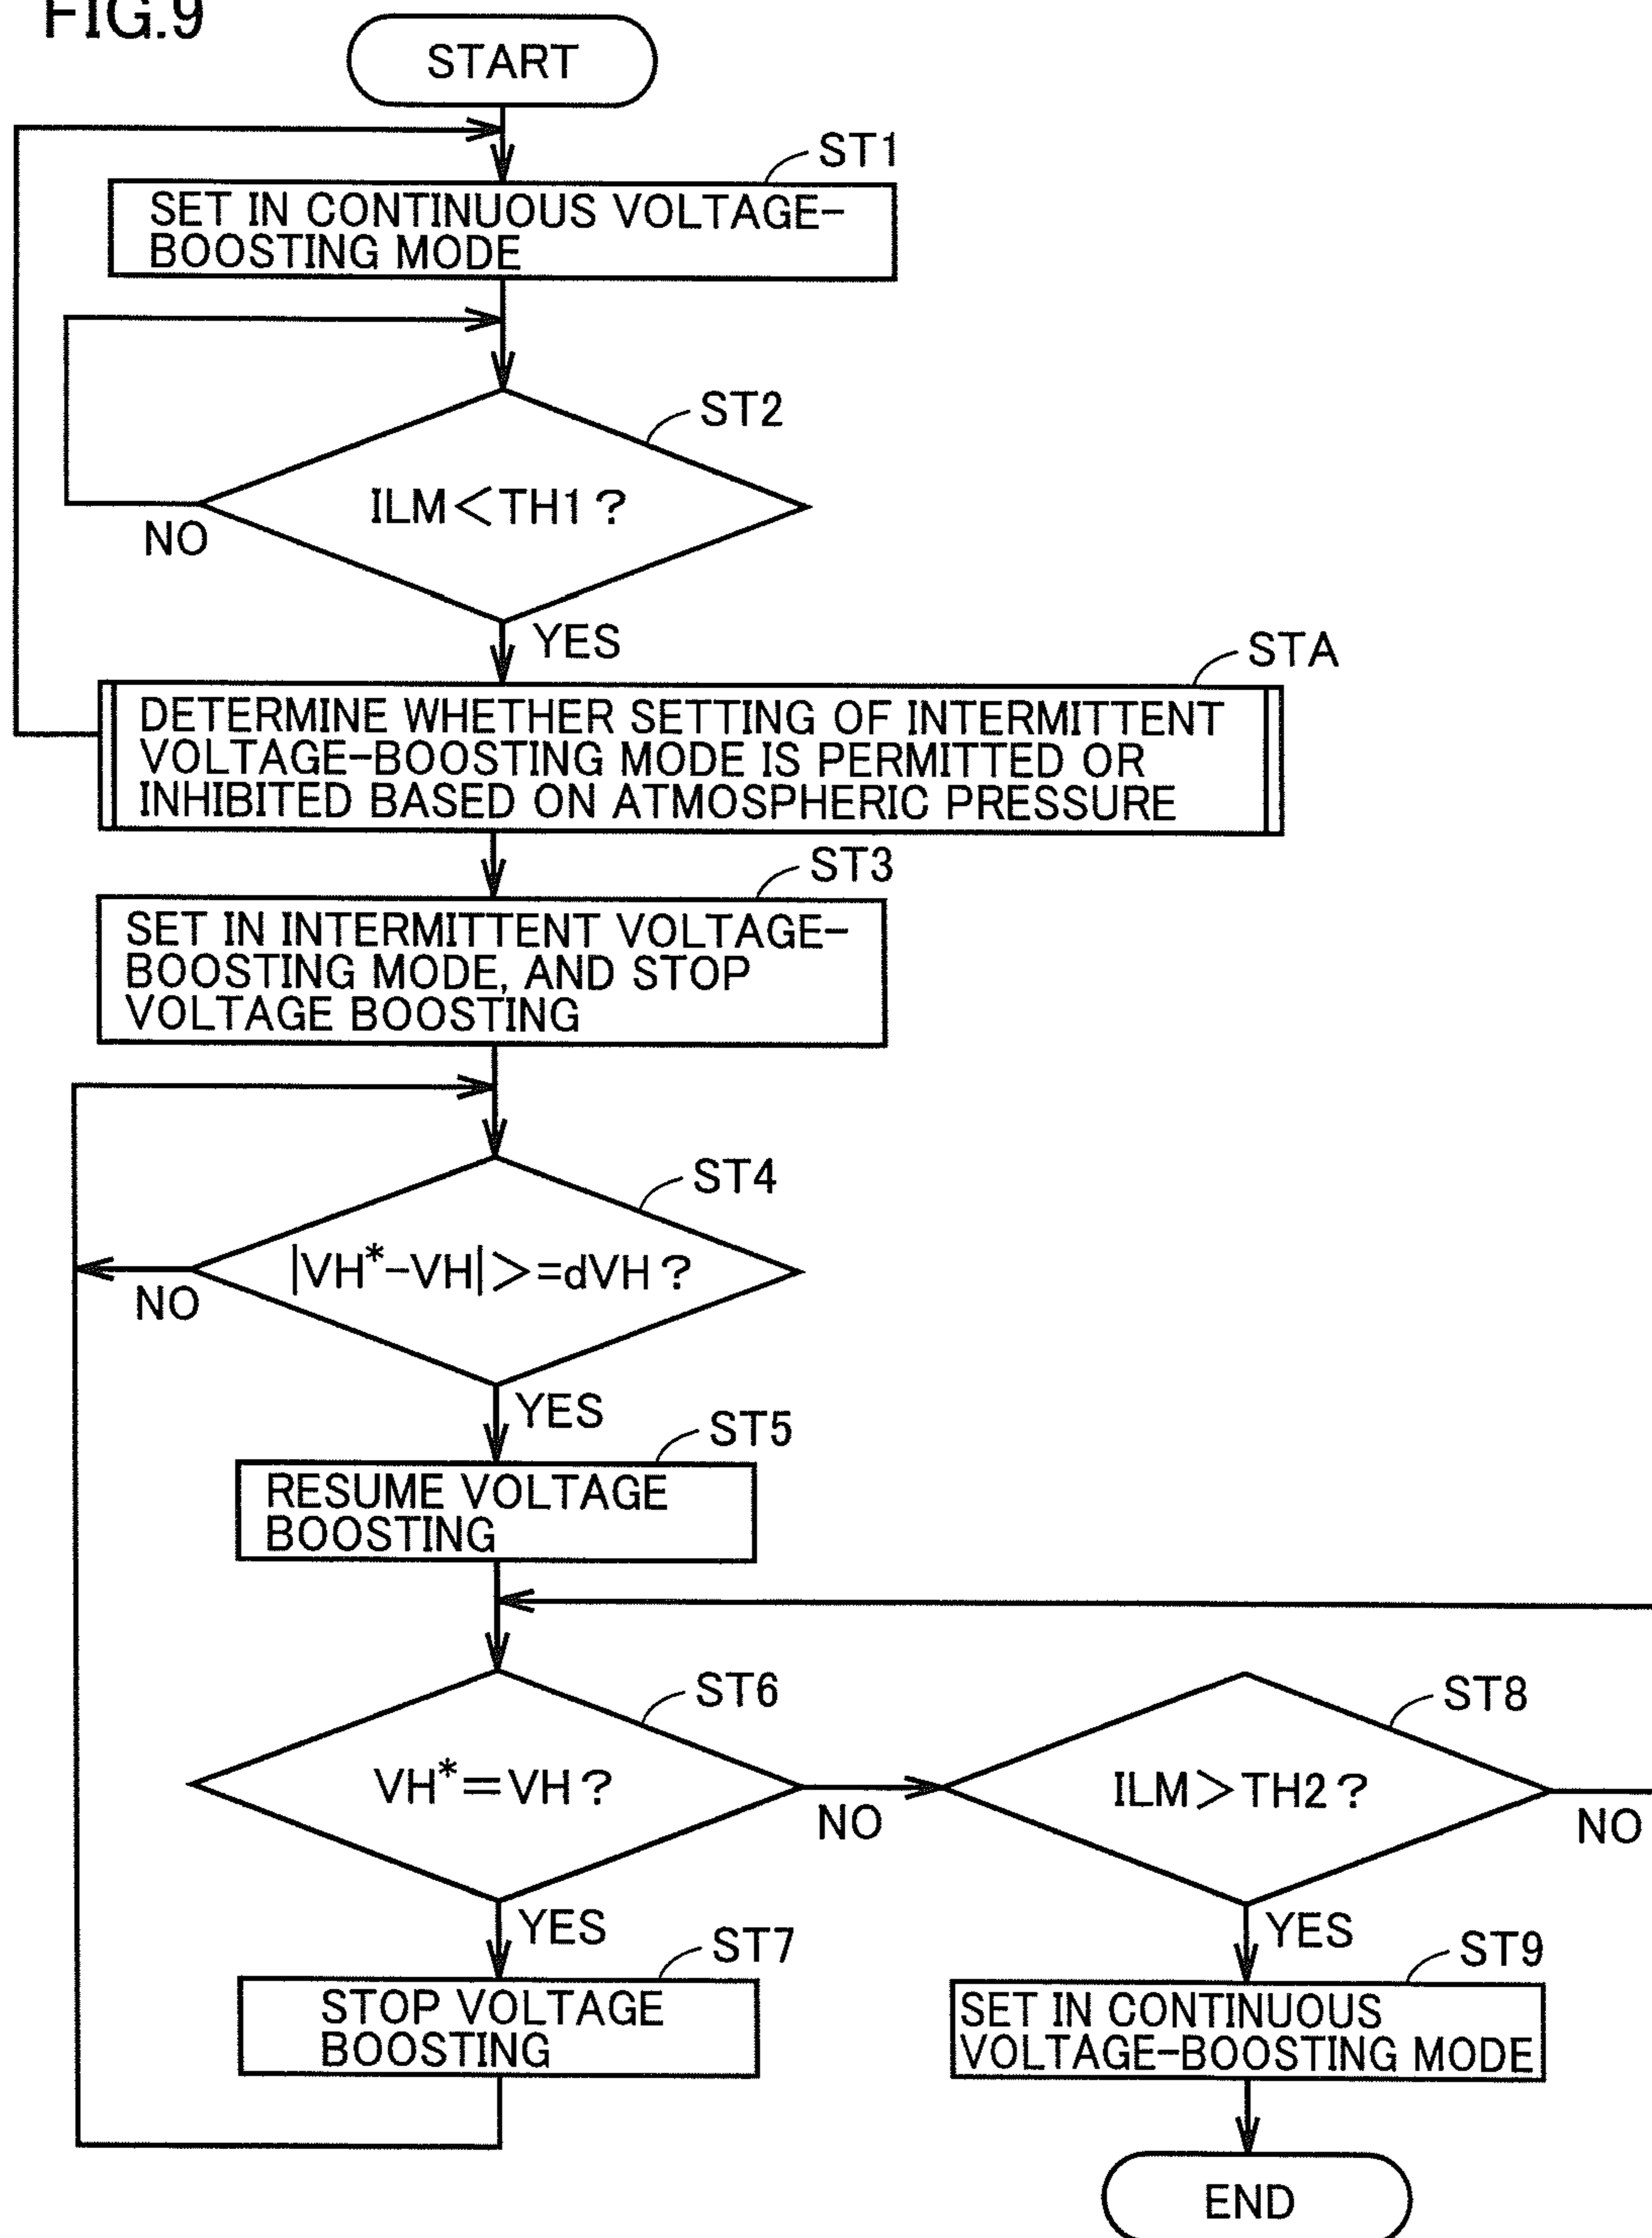 FIG.9
START
ST1
SET IN CONTINUOUS VOLTAGE-
BOOSTING MODE
ST2
ILM<TH1?
NO
YES
STA
DETERMINE WHETHER SETTING OF INTERMITTENT
VOLTAGE-BOOSTING MODE IS PERMITTED OR
INHIBITED BASED ON ATMOSPHERIC PRESSURE
ST3
SET IN INTERMITTENT VOLTAGE-
BOOSTING MODE, AND STOP
VOLTAGE BOOSTING
ST4
|VH*-VH|>=dVH?
NO
YES
ST5
RESUME VOLTAGE
BOOSTING
ST6
VH*=VH?
NO
YES
ST8
ILM>TH2?
NO
YES
ST7
STOP VOLTAGE
BOOSTING
ST9
SET IN CONTINUOUS
VOLTAGE-BOOSTING MODE
END